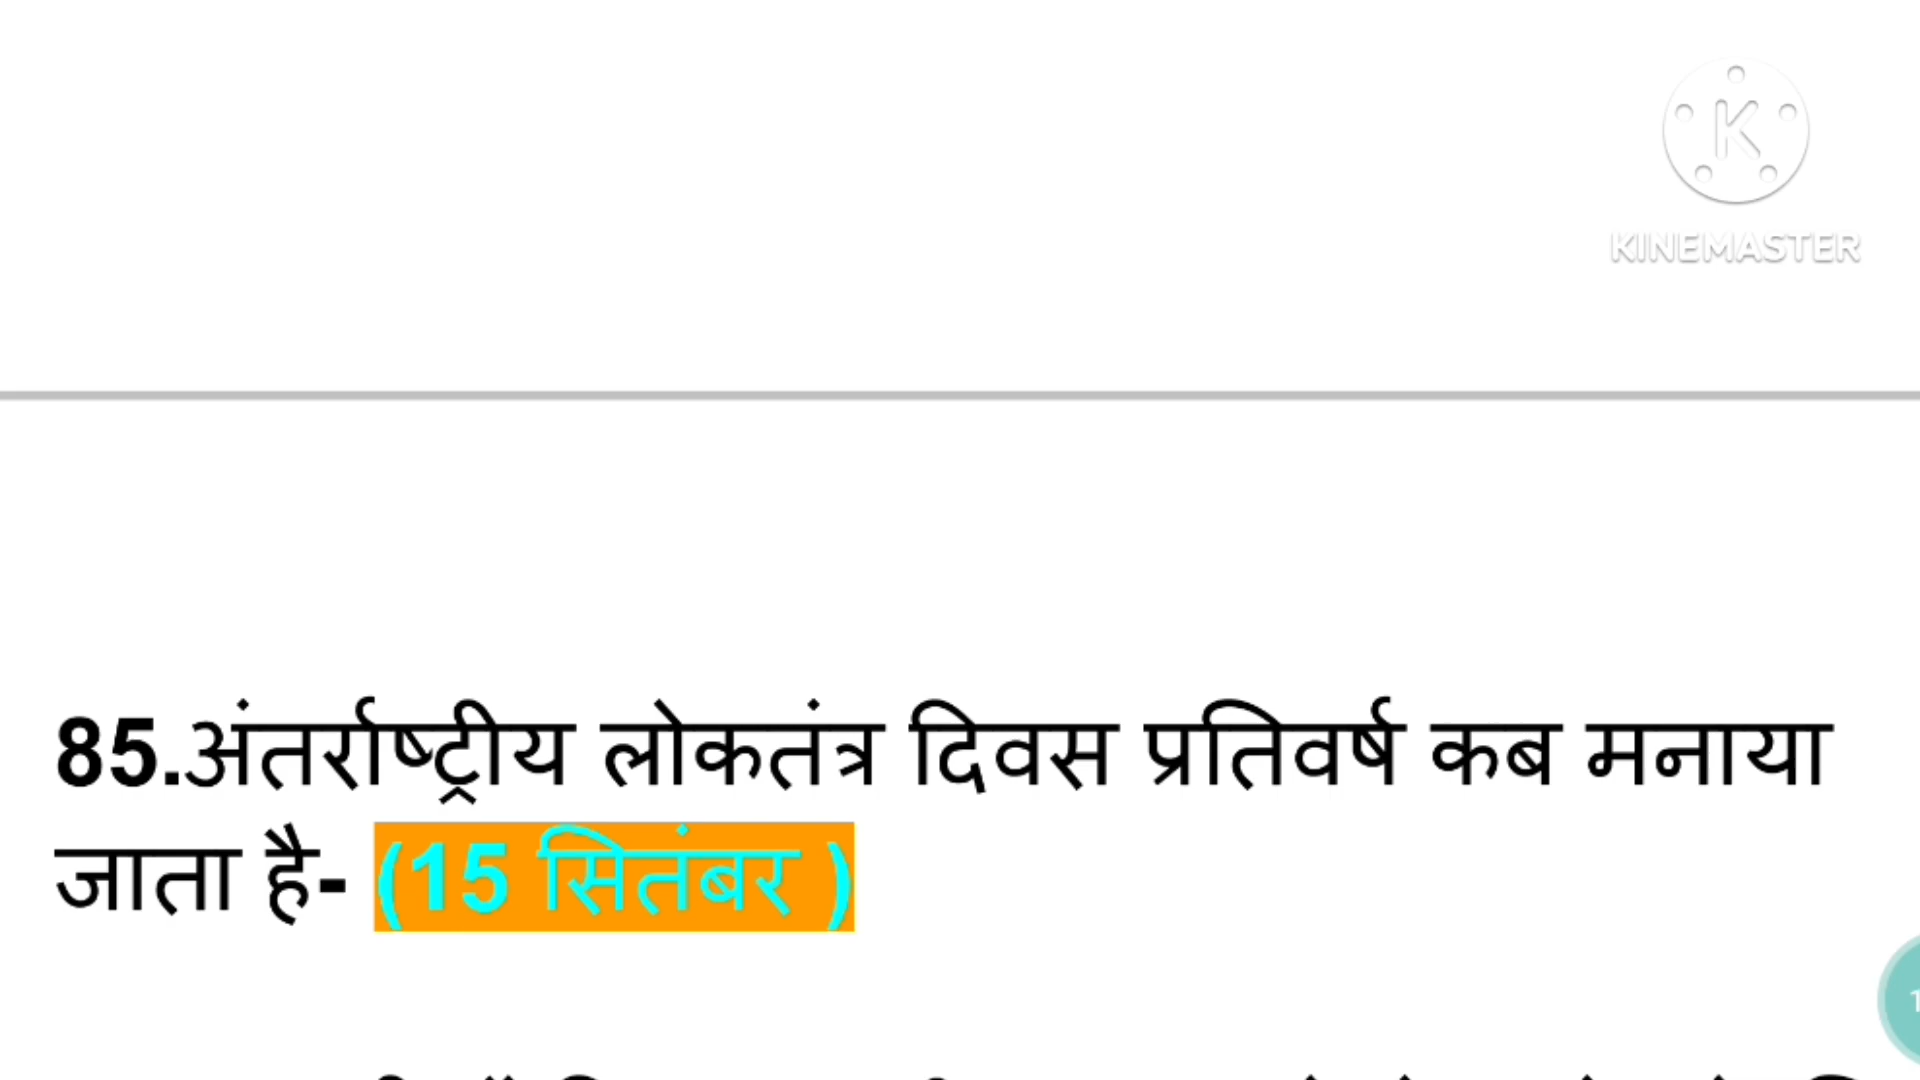 K
KINEMASTER
85.अंतर्राष्ट्रीय लोकतंत्र दिवस प्रतिवर्ष कब मनाया
जाता है- (15 सितंबर )